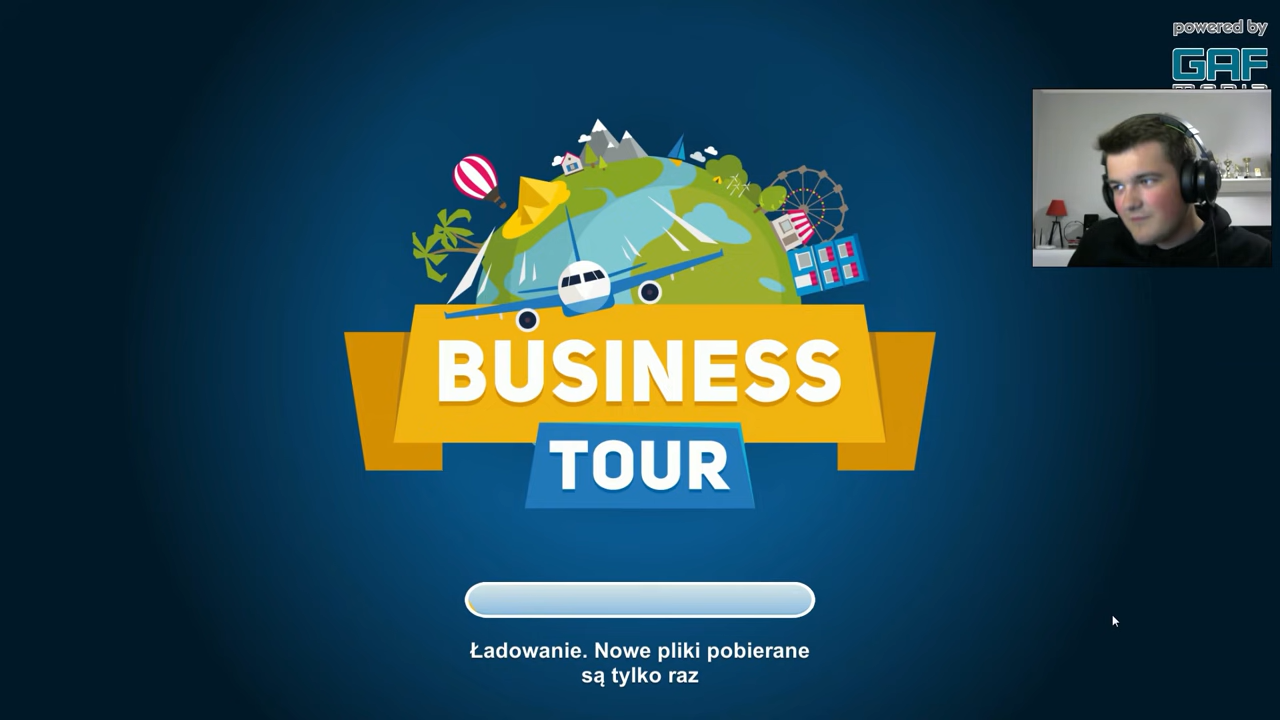 powered by
GAF
BUSINESS
TOUR
Ładowanie. Nowe pliki pobierane
są tylko raz